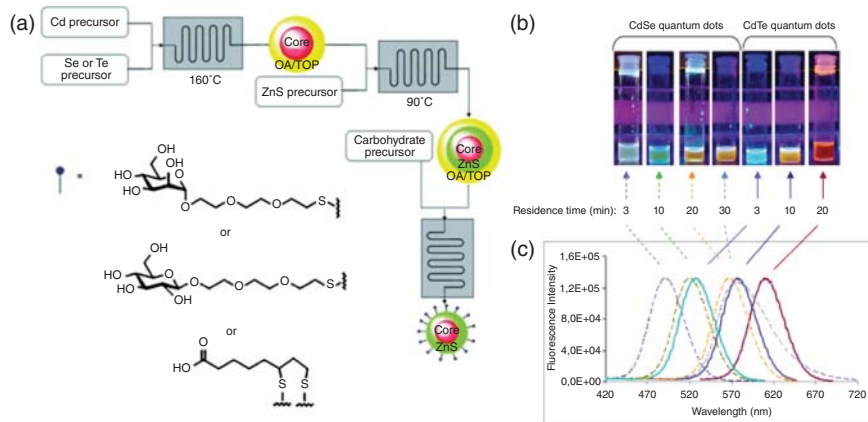 (a)
Cd precursor
Se or Te
precursor
160°C
Core
OA/TOP
ZnS precursor
90°C
Carbohydrate
precursor
Core
ZnS
OA/TOP
Core
ZnS
=
HO OH
HO
HO
O
O
O
O
S
or
OH
HO
HO
O
OH
O
O
O
S
or
O
HO
S
S
(b)
CdSe quantum dots
CdTe quantum dots
Residence time (min): 3 10 20 30 3 10 20
(c)
Fluorescence Intensity
1,6E+05
1,2E+05
8,0E+04
4,0E+04
0,0E+00
420 470 520 570 620 670 720
Wavelength (nm)